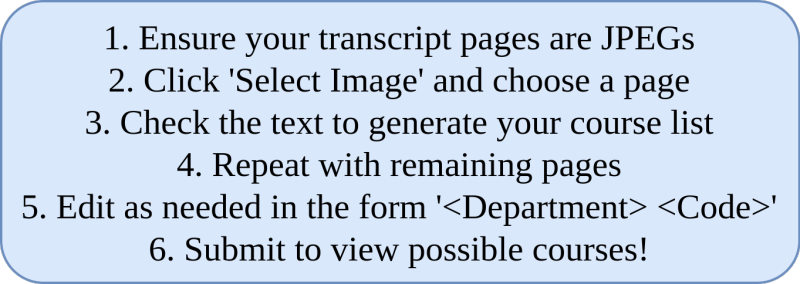 1. Ensure your transcript pages are JPEGs
2. Click 'Select Image' and choose a page
3. Check the text to generate your course list
4. Repeat with remaining pages
5. Edit as needed in the form '<Department> <Code>'
6. Submit to view possible courses!